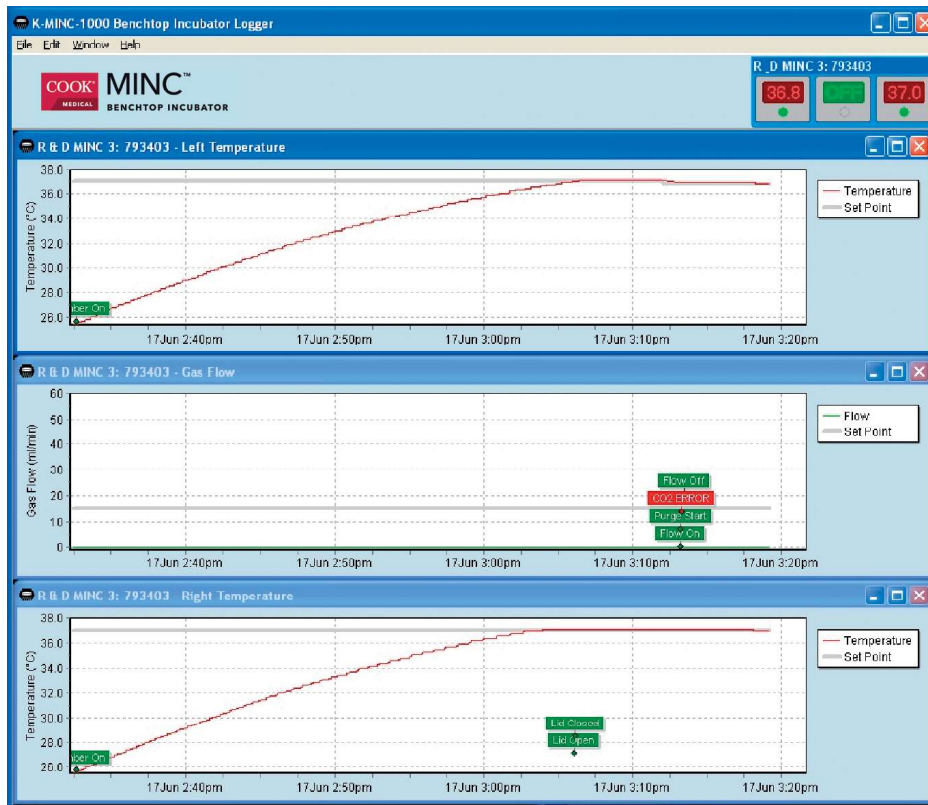 K-MINC-1000 Benchtop Incubator Logger
File Edit Window Help
COOK®
MEDICAL
MINC™
BENCHTOP INCUBATOR
R_D MINC 3: 793403
36.8 OFF 37.0
R & D MINC 3: 793403 - Left Temperature
Temperature (°C)
38.0
36.0
34.0
32.0
30.0
28.0
26.0
nber On
17Jun 2:40pm 17Jun 2:50pm 17Jun 3:00pm 17Jun 3:10pm 17Jun 3:20pm
Temperature
Set Point
R & D MINC 3: 793403 - Gas Flow
Gas Flow (ml/min)
60
50
40
30
20
10
0
Flow Off
CO2 ERROR
Purge Start
Flow On
17Jun 2:40pm 17Jun 2:50pm 17Jun 3:00pm 17Jun 3:10pm 17Jun 3:20pm
Flow
Set Point
R & D MINC 3: 793403 - Right Temperature
Temperature (°C)
38.0
36.0
34.0
32.0
30.0
28.0
26.0
nber On
Lid Closed
Lid Open
17Jun 2:40pm 17Jun 2:50pm 17Jun 3:00pm 17Jun 3:10pm 17Jun 3:20pm
Temperature
Set Point